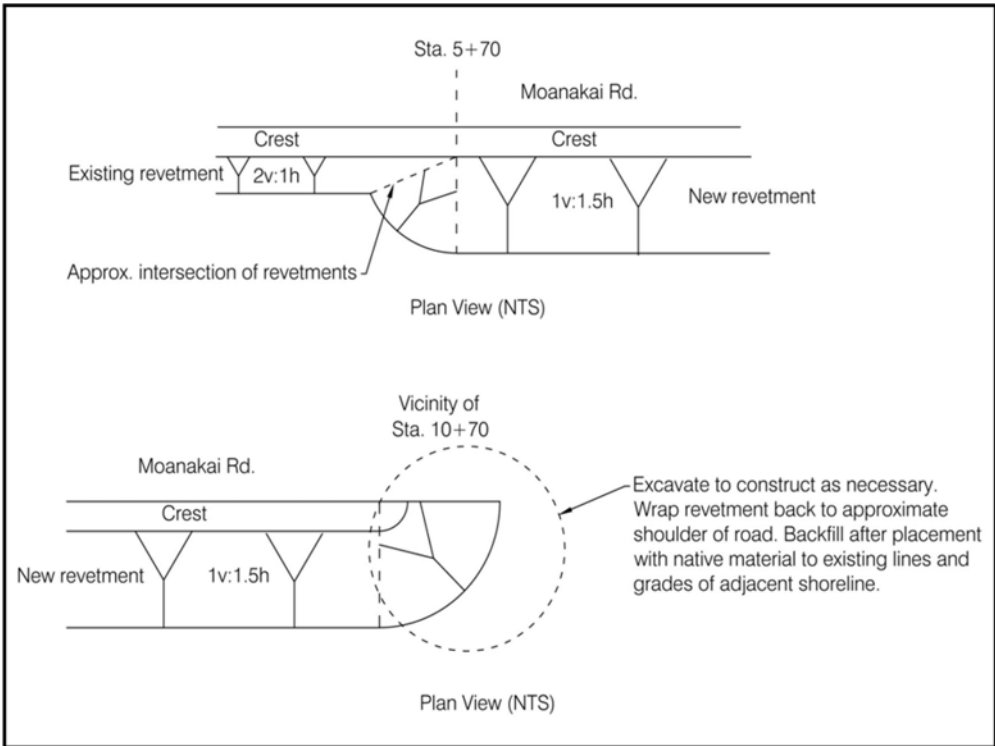 Sta. 5+70
Moanakai Rd.
Crest
Crest
Existing revetment
2v:1h
1v:1.5h
New revetment
Approx. intersection of revetments
Plan View (NTS)
Vicinity of
Sta. 10+70
Moanakai Rd.
Crest
New revetment
1v:1.5h
Excavate to construct as necessary.
Wrap revetment back to approximate
shoulder of road. Backfill after placement
with native material to existing lines and
grades of adjacent shoreline.
Plan View (NTS)